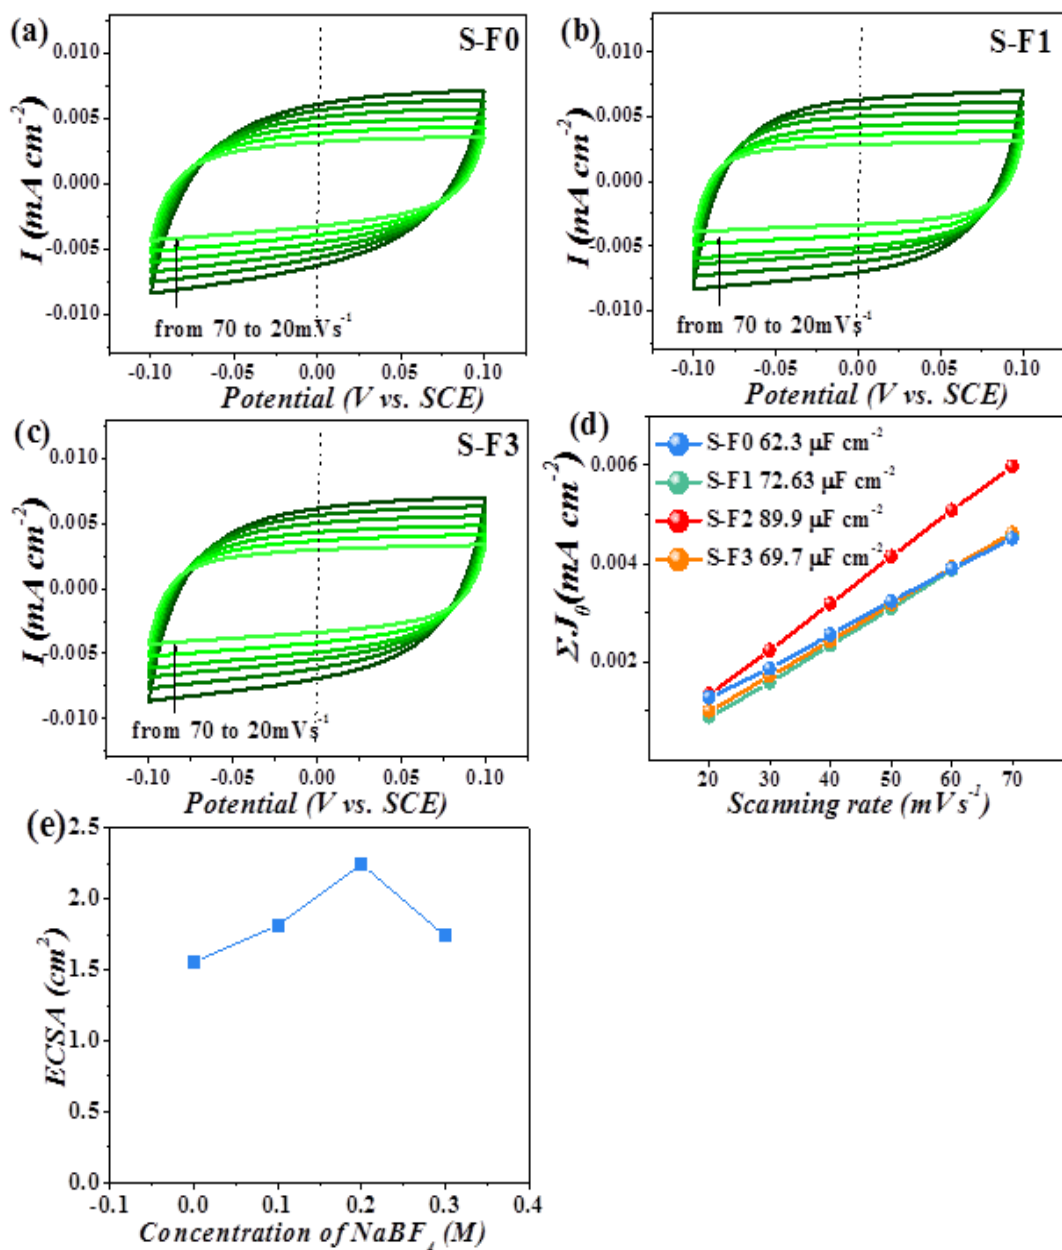 (a)
S-F0
0.010
0.005
0.000
-0.005
-0.010
I (mA cm⁻²)
from 70 to 20mVs⁻¹
-0.10 -0.05 0.00 0.05 0.10
Potential (V vs. SCE)
(b)
S-F1
0.010
0.005
0.000
-0.005
-0.010
I (mA cm⁻²)
from 70 to 20mVs⁻¹
-0.10 -0.05 0.00 0.05 0.10
Potential (V vs. SCE)
(c)
S-F3
0.010
0.005
0.000
-0.005
-0.010
I (mA cm⁻²)
from 70 to 20mVs⁻¹
-0.10 -0.05 0.00 0.05 0.10
Potential (V vs. SCE)
(d)
S-F0 62.3 μF cm⁻²
S-F1 72.63 μF cm⁻²
S-F2 89.9 μF cm⁻²
S-F3 69.7 μF cm⁻²
0.006
0.004
0.002
ΣJ₀(mA cm⁻²)
20 30 40 50 60 70
Scanning rate (mVs⁻¹)
(e)
2.5
2.0
1.5
1.0
0.5
0.0
ECSA (cm²)
-0.1 0.0 0.1 0.2 0.3 0.4
Concentration of NaBF₄ (M)